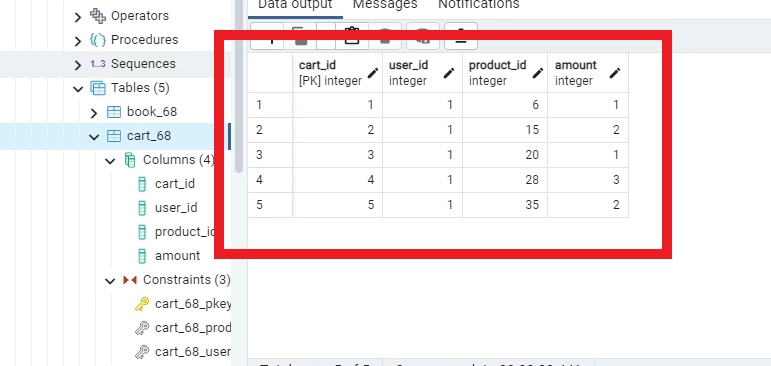 Data output Messages Notifications
Operators
Procedures
1..3 Sequences
Tables (5)
book_68
cart_68
Columns (4)
cart_id
user_id
product_id
amount
Constraints (3)
cart_68_pkey
cart_68_prod
cart_68_user
cart_id user_id product_id amount
[PK] integer integer integer integer
1 1 1 6 1
2 2 1 15 2
3 3 1 20 1
4 4 1 28 3
5 5 1 35 2